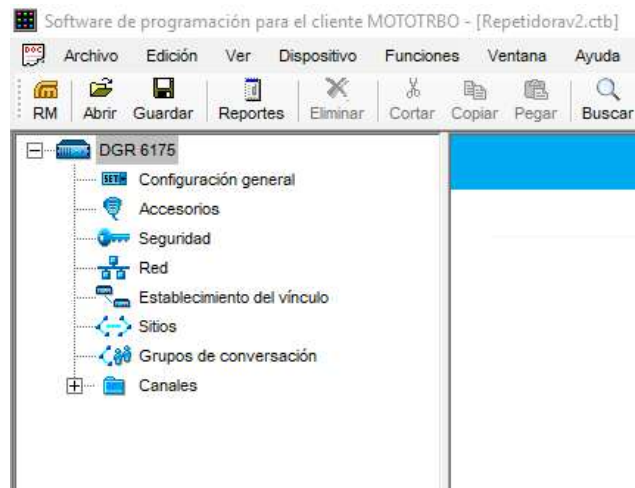 Software de programación para el cliente MOTOTRBO - [Repetidorav2.ctb]
DOC Archivo Edición Ver Dispositivo Funciones Ventana Ayuda
RM Abrir Guardar Reportes Eliminar Cortar Copiar Pegar Buscar
DGR 6175
SET Configuración general
Accesorios
Seguridad
Red
Establecimiento del vínculo
Sitios
Grupos de conversación
Canales